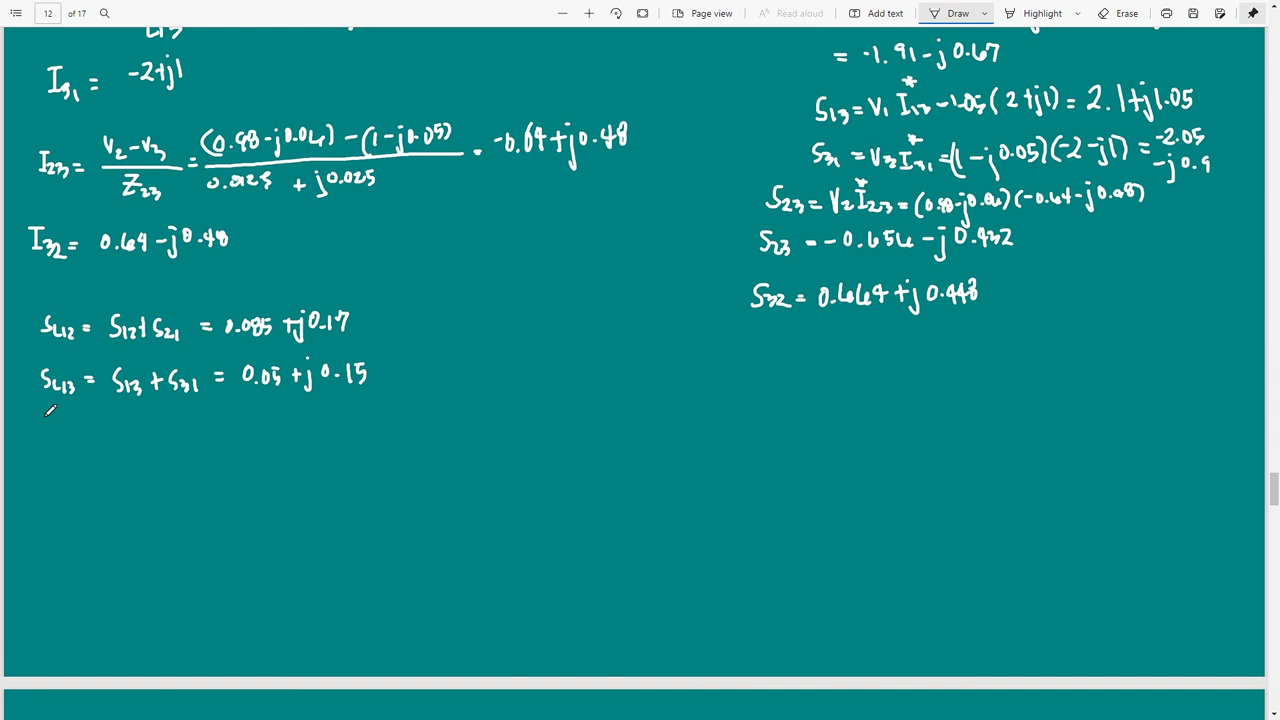 12 of 17 Page view Read aloud Add text Draw Highlight Erase
I31 = -2+j1
I23 = (V2 - V3) / Z23 = ((0.98-j0.06) - (1-j0.05)) / (0.0125 + j0.025) = -0.64+j0.48
I32 = 0.64 - j0.48
SL12 = S12+S21 = 0.085 + j0.17
SL13 = S13 + S31 = 0.05 + j0.15
= -1.91 - j0.67
S13 = V1 I13* = 1.05(2+j1) = 2.1+j1.05
S31 = V3 I31* = (1-j0.05)(-2-j1) = -2.05
-j0.9
S23 = V2 I23* = (0.98-j0.06)(-0.64-j0.48)
S23 = -0.656 - j0.432
S32 = 0.664 + j0.448